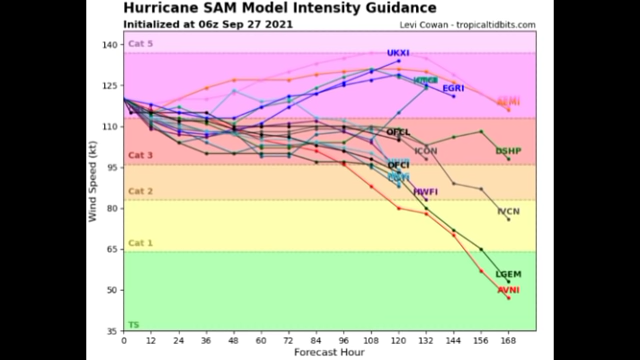 Hurricane SAM Model Intensity Guidance
Initialized at 06z Sep 27 2021
Levi Cowan - tropicaltidbits.com
Wind Speed (kt)
140
125
110
95
80
65
50
35
Cat 5
Cat 3
Cat 2
Cat 1
TS
UKXI
EGRI
OFCL
ICON
DSHP
OFCI
HWFI
IVCN
LGEM
AVNI
0 12 24 36 48 60 72 84 96 108 120 132 144 156 168
Forecast Hour